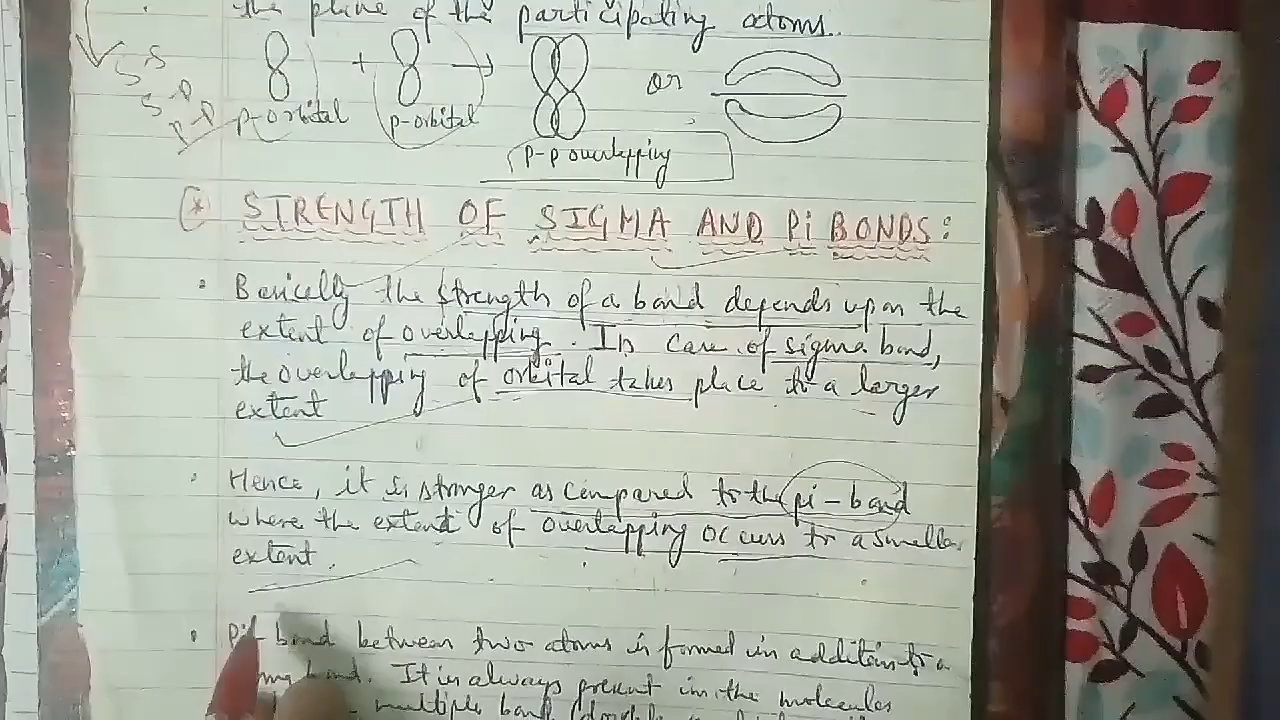 the plane of the participating atoms.
S-S
S-P
P-P
+
or
p-orbital
p-orbital
P-P overlapping
* STRENGTH OF SIGMA AND Pi BONDS:
Basically the strength of a bond depends upon the
extent of overlapping. In case of sigma bond,
the overlapping of orbital takes place to a larger
extent
Hence, it is stronger as compared to the pi-bond
where the extent of overlapping occurs to a smaller
extent.
Pi-bond between two atoms is formed in addition to a
bond. It is always present in the molecules
multiple bond (double